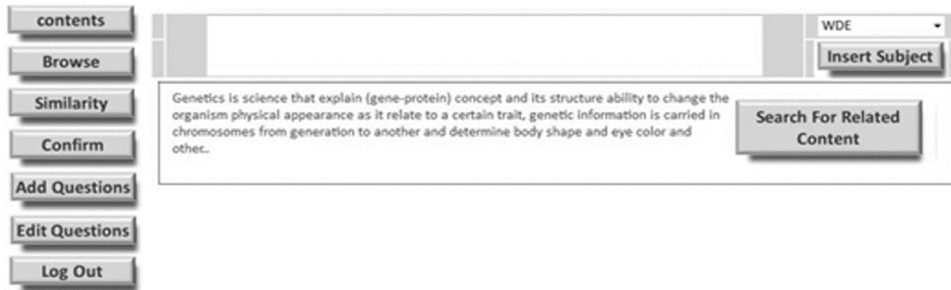 contents
Browse
Similarity
Confirm
Add Questions
Edit Questions
Log Out
WDE
Insert Subject
Genetics is science that explain (gene-protein) concept and its structure ability to change the
organism physical appearance as it relate to a certain trait, genetic information is carried in
chromosomes from generation to another and determine body shape and eye color and
other..
Search For Related
Content